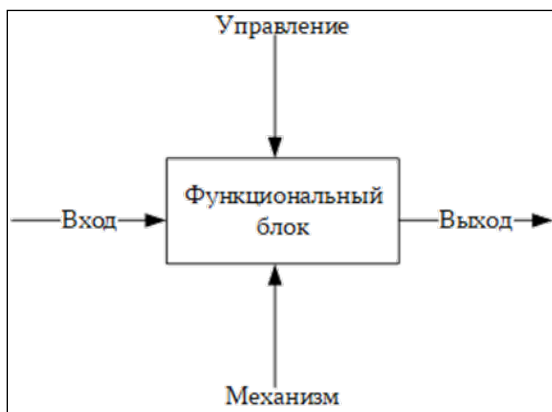 Управление
Функциональный
блок
Вход
Выход
Механизм